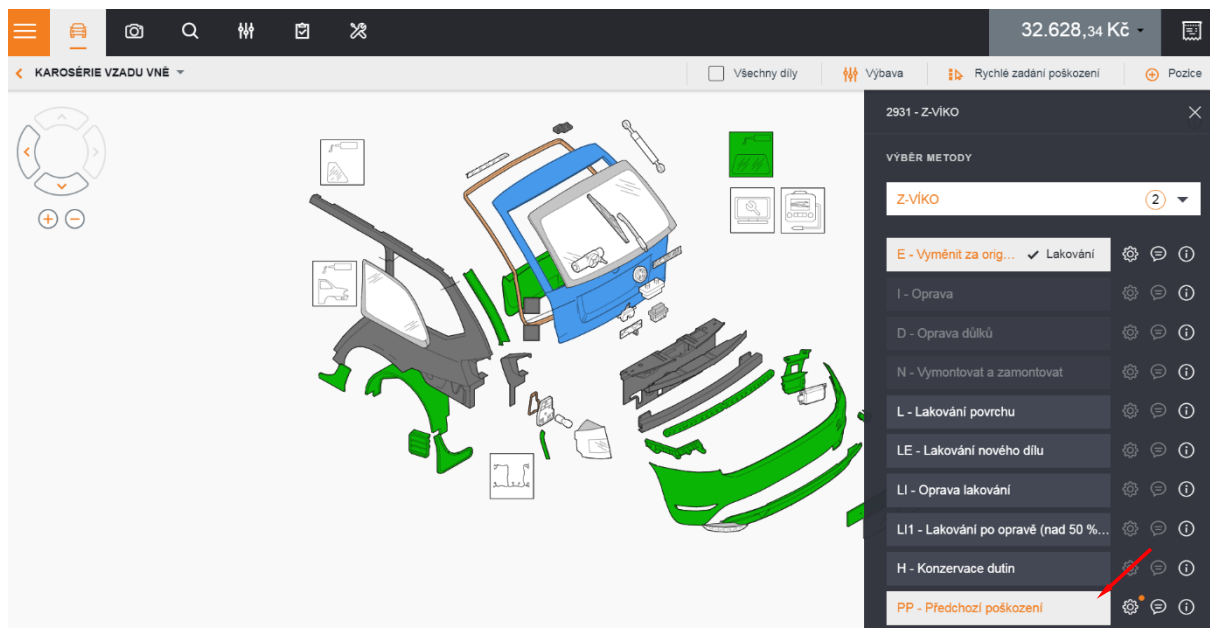 32.628,34 Kč
KAROSÉRIE VZADU VNĚ
Všechny díly
Výbava
Rychlé zadání poškození
Pozice
2931 - Z-VÍKO
VÝBĚR METODY
Z-VÍKO 2
E - Vyměnit za orig... Lakování
I - Oprava
D - Oprava důlků
N - Vymontovat a zamontovat
L - Lakování povrchu
LE - Lakování nového dílu
LI - Oprava lakování
LI1 - Lakování po opravě (nad 50 %...
H - Konzervace dutin
PP - Předchozí poškození